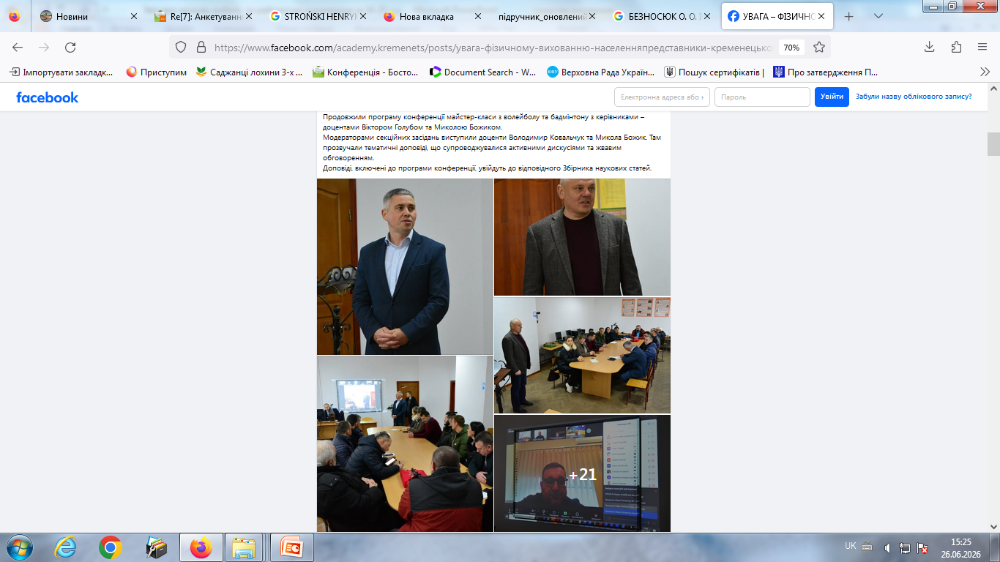 Новини
Re[7]: Анкетуванн
STROŃSKI HENRY
Нова вкладка
підручник_оновлений
БЕЗНОСЮК О. О. І
УВАГА – ФІЗИЧНО
https://www.facebook.com/academy.kremenets/posts/увага-фізичному-вихованню-населенняпредставники-кременецько
70%
Імпортувати закладк...
Приступим
Саджанці лохини 3-х ...
Конференція - Босто...
Document Search - W...
Верховна Рада Україн...
Пошук сертифікатів |
Про затвердження П...
facebook
Електронна адреса або н
Пароль
Увійти
Забули назву облікового запису?
Продовжили програму конференції майстер-класи з волейболу та бадмінтону з керівниками –
доцентами Віктором Голубом та Миколою Божиком.
Модераторами секційних засідань виступили доценти Володимир Ковальчук та Микола Божик. Там
прозвучали тематичні доповіді, що супроводжувалися активними дискусіями та жвавим
обговоренням.
Доповіді, включені до програми конференції, увійдуть до відповідного Збірника наукових статей.
+21
UK
15:25
26.06.2026